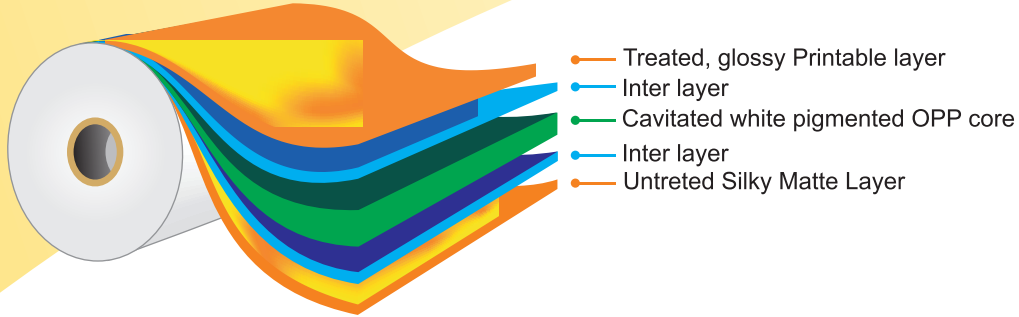 Treated, glossy Printable layer
Inter layer
Cavitated white pigmented OPP core
Inter layer
Untreted Silky Matte Layer